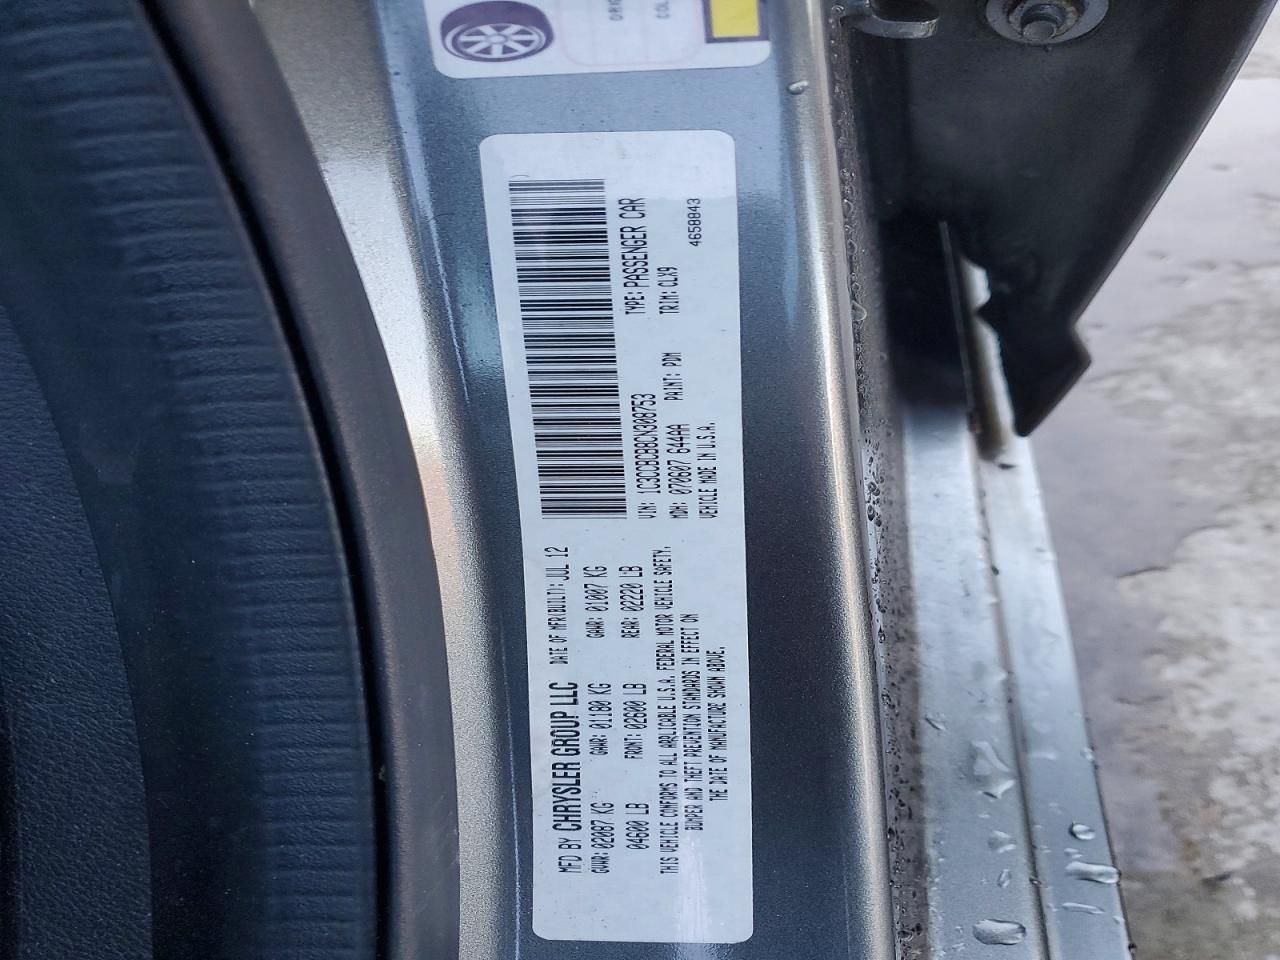 MFD BY CHRYSLER GROUP LLC DATE OF MFR(BUILT): JUL 12
GVWR: 02087 KG GAWR: 01180 KG GAWR: 01007 KG
04600 LB FRONT: 02600 LB REAR: 02220 LB
THIS VEHICLE CONFORMS TO ALL APPLICABLE U.S.A. FEDERAL MOTOR VEHICLE SAFETY,
BUMPER AND THEFT PREVENTION STANDARDS IN EFFECT ON
THE DATE OF MANUFACTURE SHOWN ABOVE.
VIN: 1C3CCBCB8CN308753 TYPE: PASSENGER CAR
MDH: 070607 644AA PAINT: PDM TRIM: CLX9
VEHICLE MADE IN U.S.A.
4658843